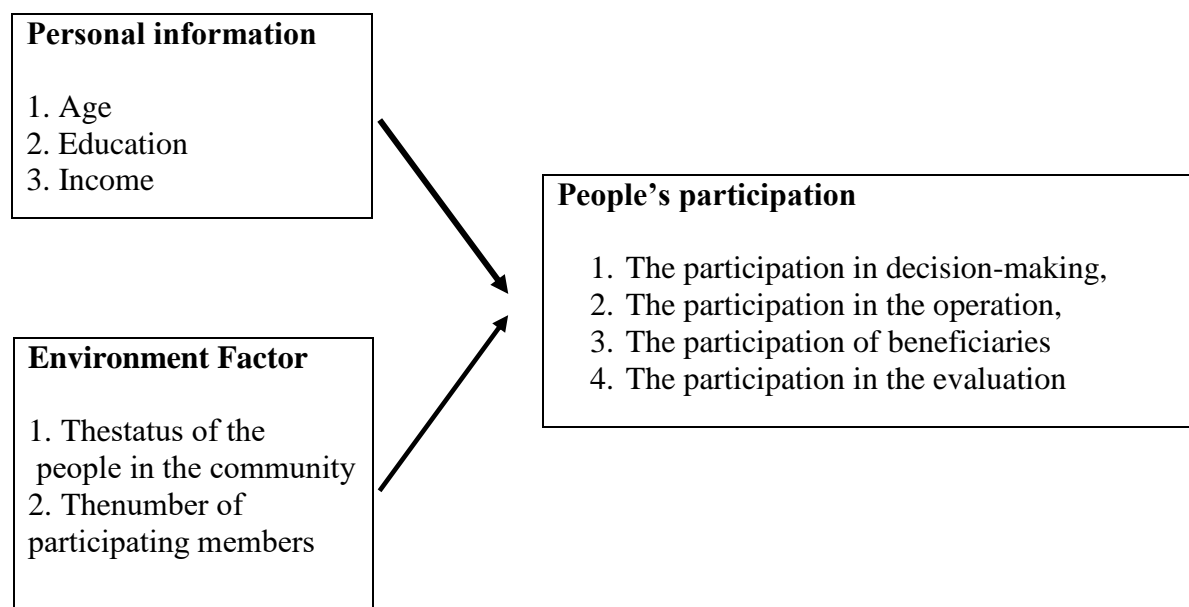 Personal information
1. Age
2. Education
3. Income
People’s participation
1. The participation in decision-making,
2. The participation in the operation,
3. The participation of beneficiaries
4. The participation in the evaluation
Environment Factor
1. Thestatus of the
people in the community
2. Thenumber of
participating members